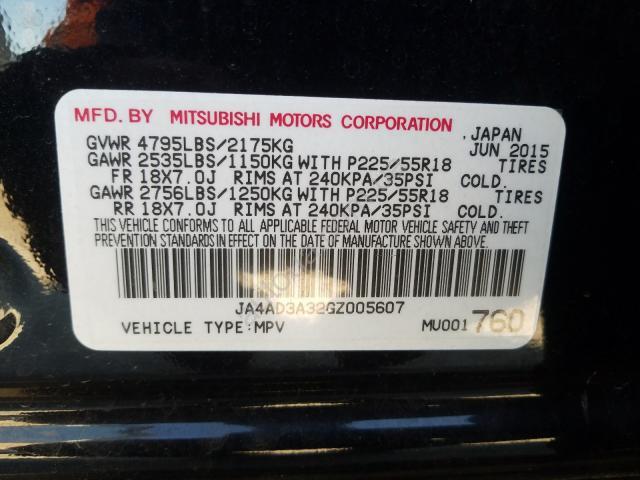 MFD. BY MITSUBISHI MOTORS CORPORATION, JAPAN
GVWR 4795LBS/2175KG JUN 2015
GAWR 2535LBS/1150KG WITH P225/55R18 TIRES
FR 18X7.0J RIMS AT 240KPA/35PSI COLD.
GAWR 2756LBS/1250KG WITH P225/55R18 TIRES
RR 18X7.0J RIMS AT 240KPA/35PSI COLD.
THIS VEHICLE CONFORMS TO ALL APPLICABLE FEDERAL MOTOR VEHICLE SAFETY AND THEFT
PREVENTION STANDARDS IN EFFECT ON THE DATE OF MANUFACTURE SHOWN ABOVE.
JA4AD3A32GZ005607
VEHICLE TYPE:MPV MU001760